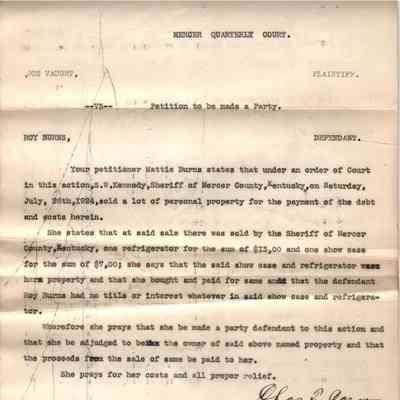 MERCER QUARTERLY COURT.
JOE VAUGHT, PLAINTIFF.
--VS-- Petition to be made a Party.
ROY BURNS, DEFENDANT.
Your petitioner Mattie Burns states that under an order of Court
in this action,S.W.Kennedy,Sheriff of Mercer County,Kentucky,on Saturday,
July, 26th,1924,sold a lot of personal property for the payment of the debt
and costs herein.
She states that at said sale there was sold by the Sheriff of Mercer
County,Kentucky, one refrigerator for the sum of $13,00 and one show case
for the sum of $7,00; she says that the said show case and refrigerator
hers property and that she bought and paid for same and that the defendant
Roy Burns had no title or interest whatever in said show case and refrigera-
tor.
Wherefore she prays that she be made a party defendant to this action and
that she be adjudged to be the owner of said above named property and that
the proceeds from the sale of same be paid to her.
She prays for her costs and all proper relief.